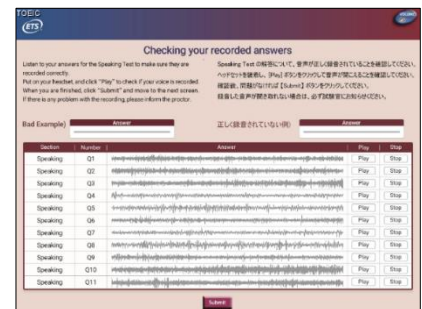 TOEIC
ETS
VOLUME
Checking your
recorded answers
Listen to your answers for the Speaking Test to make sure they are
recorded correctly.
Put on your headset, and click "Play" to check if your voice is recorded.
When you are finished, click "Submit" and move to the next screen.
If there is any problem with the recording, please inform the proctor.
Speaking Test の解答について、音声が正しく録音されていることを確認してください。
ヘッドセットを装着し、[Play] ボタンをクリックして音声が聞こえることを確認してください。
確認後、問題がなければ【Submit】ボタンをクリックしてください。
録音した音声が聞き取れない場合は、必ず試験官にお知らせください。
Bad Example) Answer
正しく録音されていない例) Answer
Section Number Answer Play Stop
Speaking Q1 Play Stop
Speaking Q2 Play Stop
Speaking Q3 Play Stop
Speaking Q4 Play Stop
Speaking Q5 Play Stop
Speaking Q6 Play Stop
Speaking Q7 Play Stop
Speaking Q8 Play Stop
Speaking Q9 Play Stop
Speaking Q10 Play Stop
Speaking Q11 Play Stop
Submit